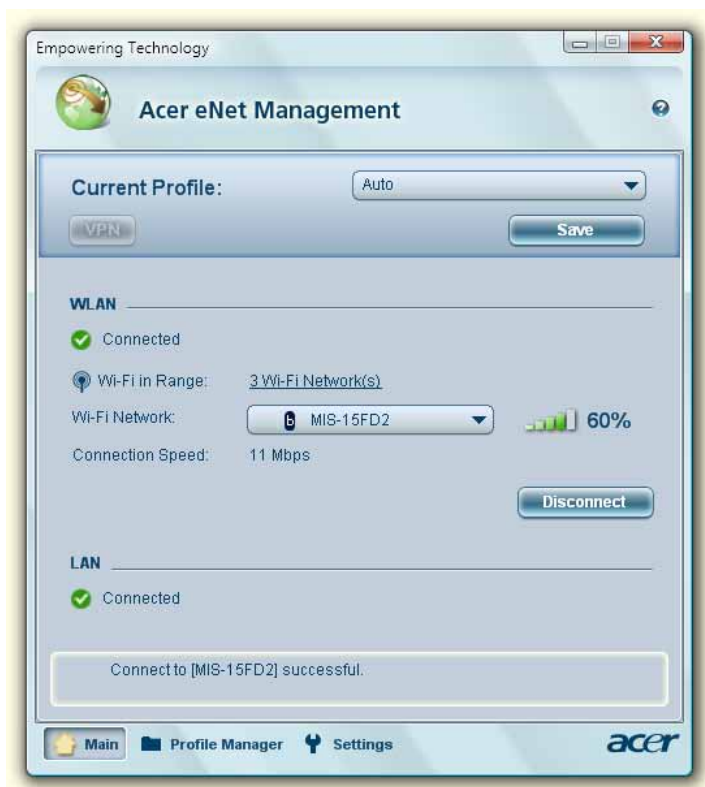 Empowering Technology
Acer eNet Management
Current Profile:
Auto
VPN
Save
WLAN
Connected
Wi-Fi in Range:
3 Wi-Fi Network(s)
Wi-Fi Network:
b MIS-15FD2
60%
Connection Speed:
11 Mbps
Disconnect
LAN
Connected
Connect to [MIS-15FD2] successful.
Main
Profile Manager
Settings
acer